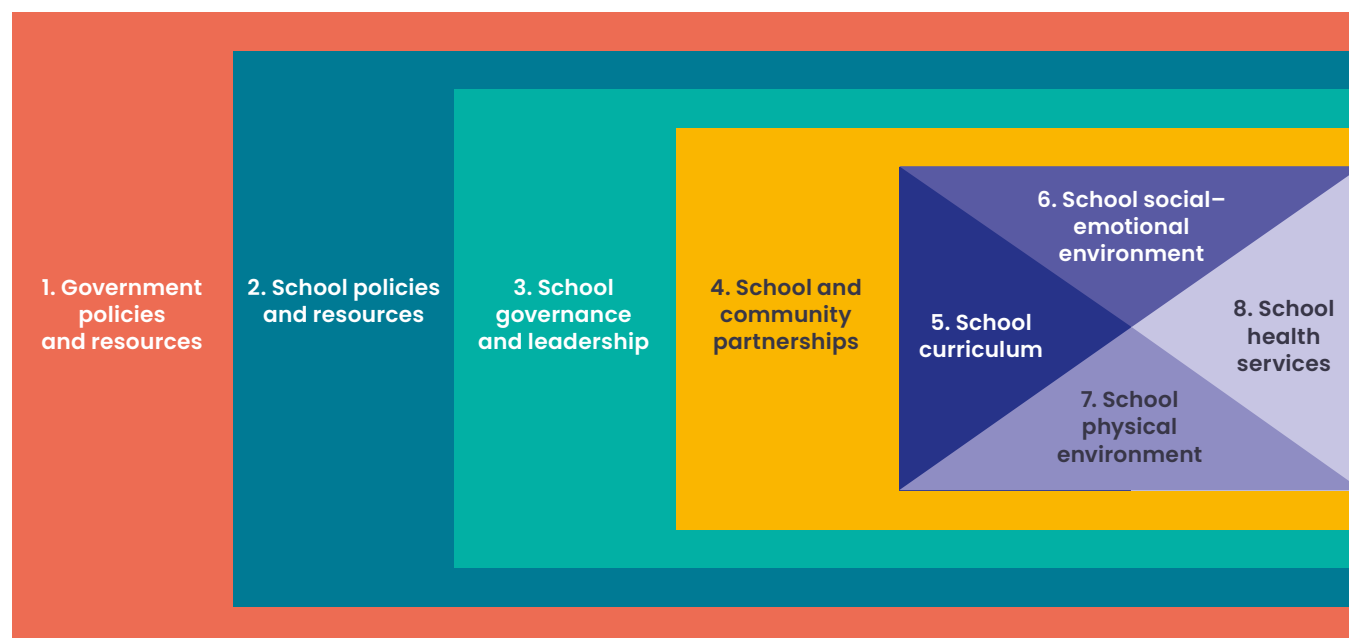 1. Government
policies
and resources
2. School policies
and resources
3. School
governance
and leadership
4. School and
community
partnerships
5. School
curriculum
6. School social–
emotional
environment
7. School
physical
environment
8. School
health
services